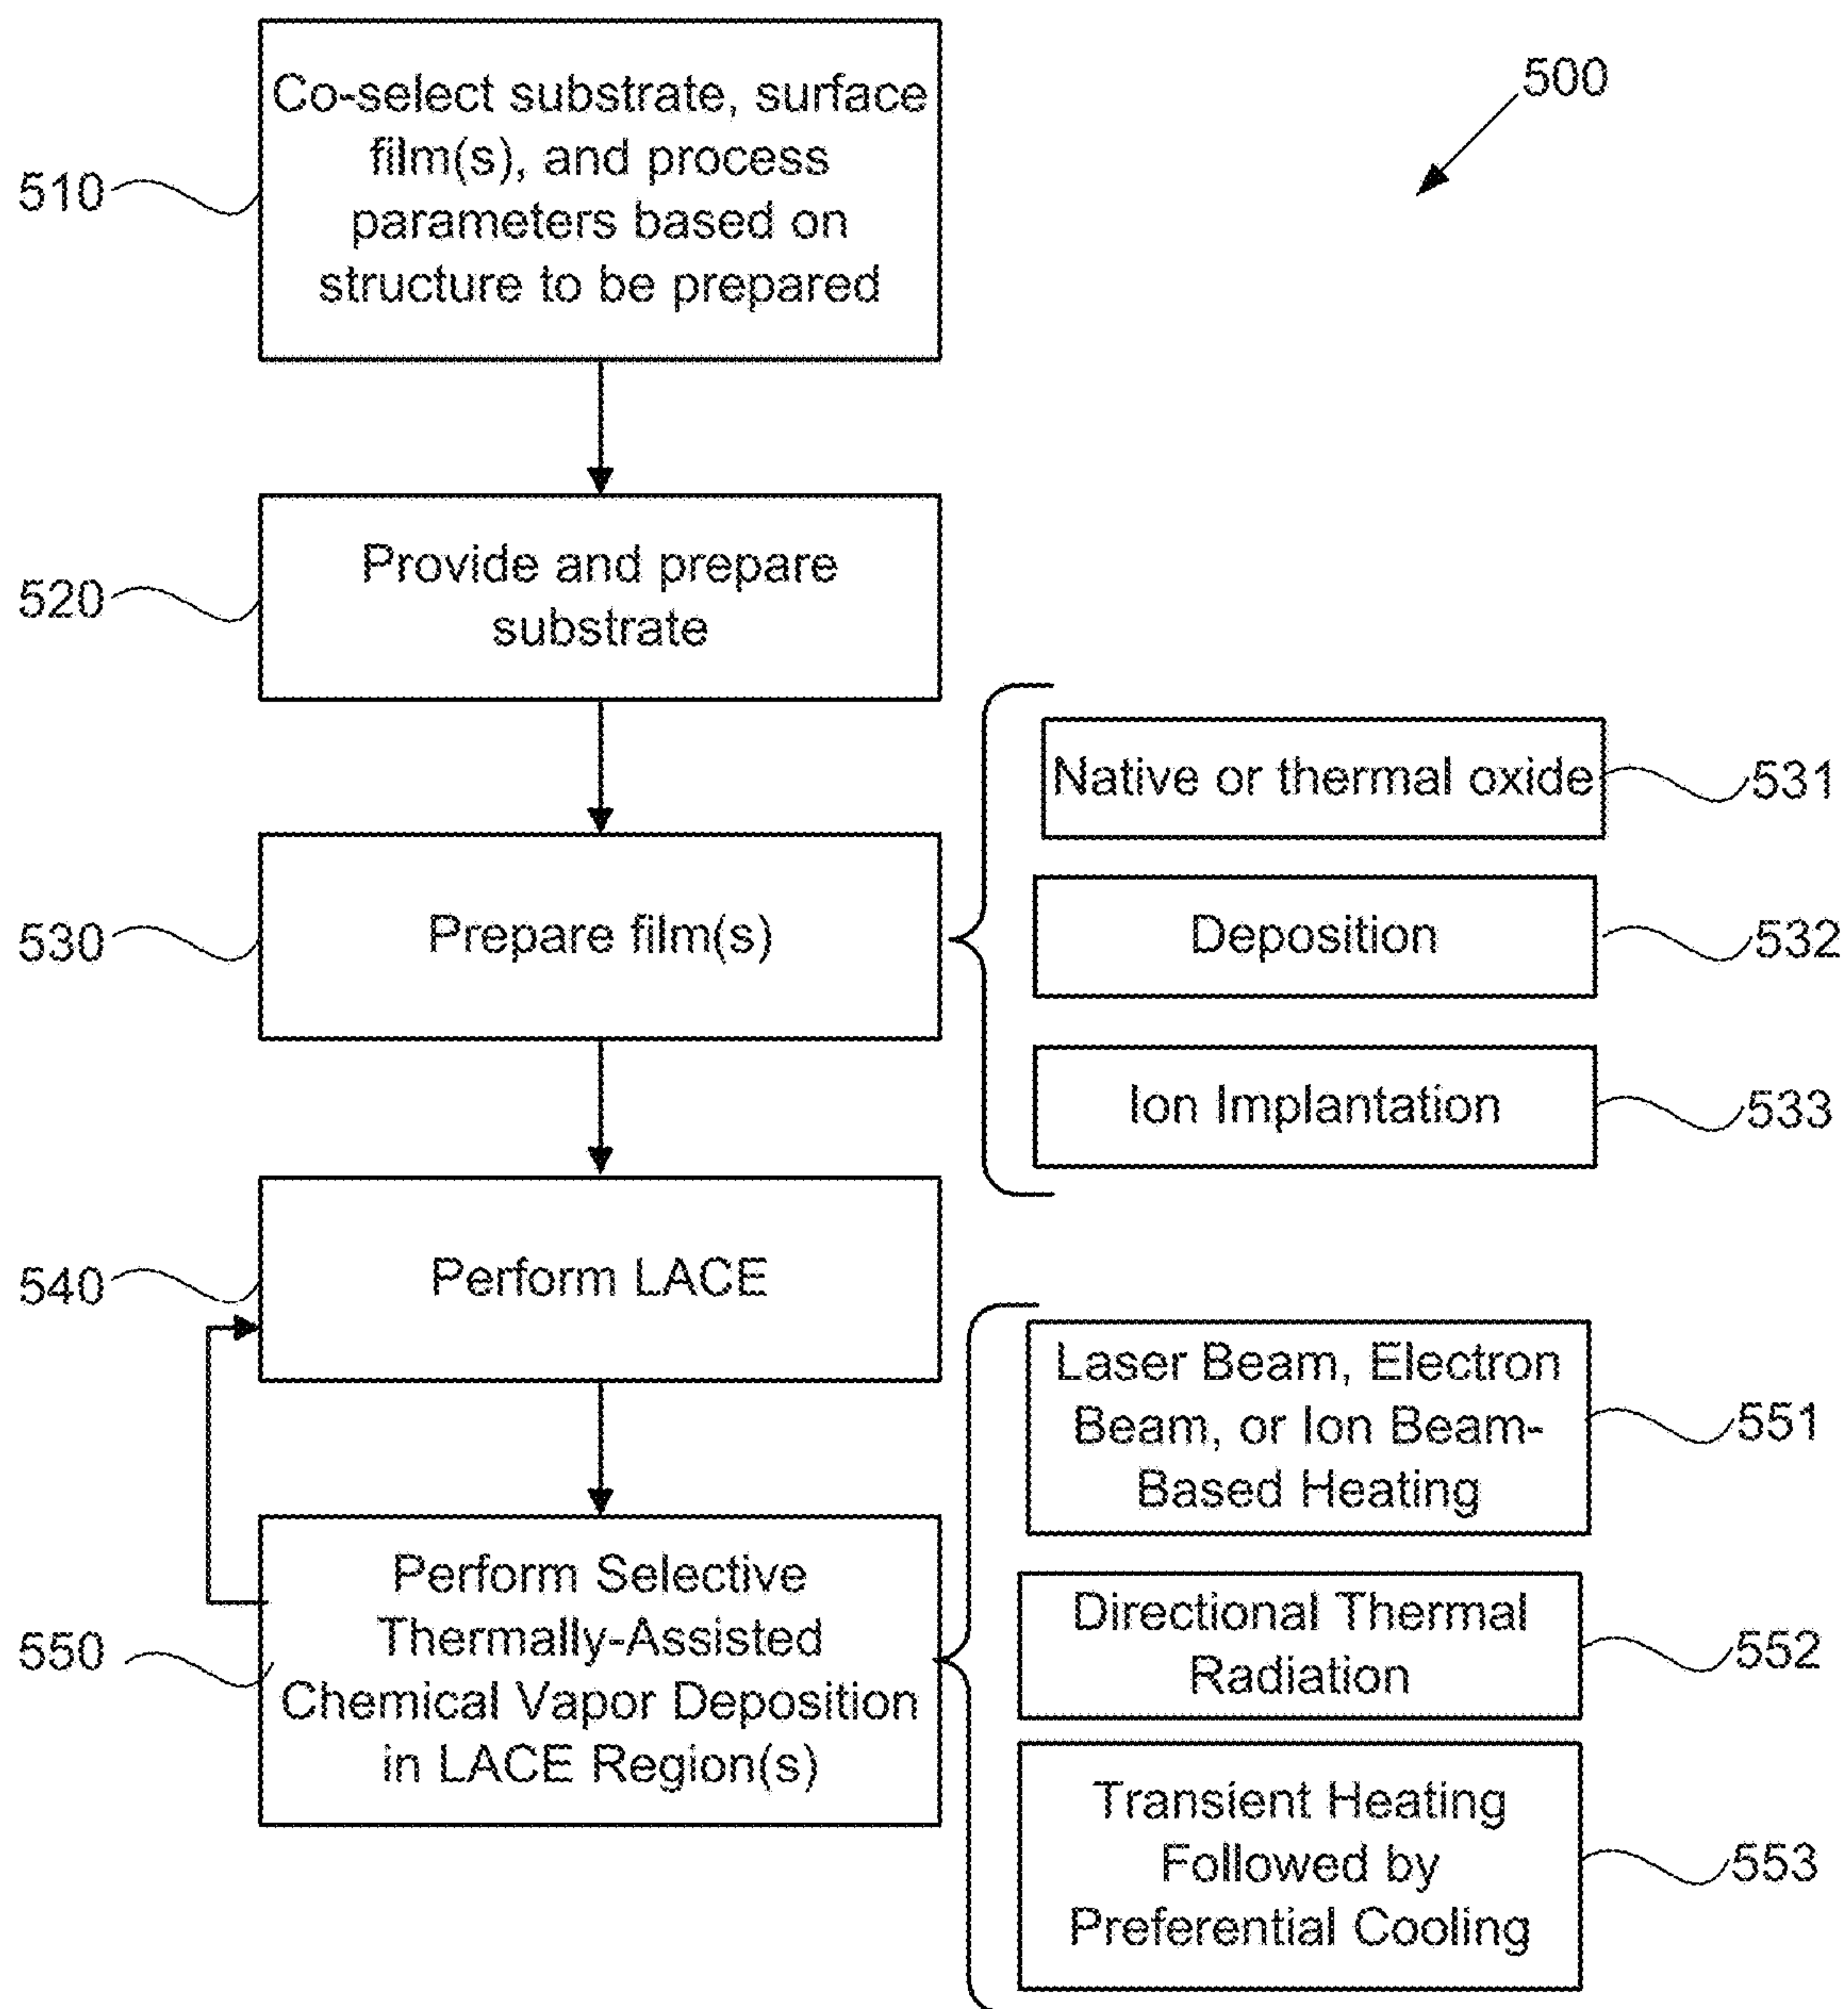 500
510
Co-select substrate, surface
film(s), and process
parameters based on
structure to be prepared
520
Provide and prepare
substrate
530
Prepare film(s)
Native or thermal oxide
531
Deposition
532
Ion Implantation
533
540
Perform LACE
550
Perform Selective
Thermally-Assisted
Chemical Vapor Deposition
in LACE Region(s)
Laser Beam, Electron
Beam, or Ion Beam-
Based Heating
551
Directional Thermal
Radiation
552
Transient Heating
Followed by
Preferential Cooling
553